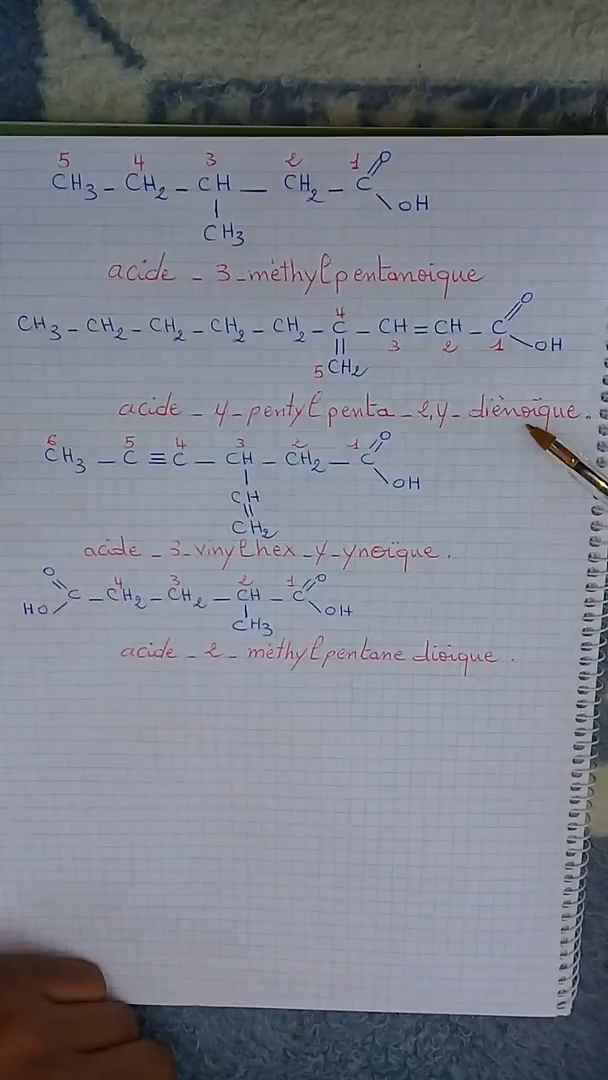 5 4 3 2 1 O
CH3 - CH2 - CH - CH2 - C
OH
CH3
acide - 3 - méthylpentanoïque
4 O
CH3 - CH2 - CH2 - CH2 - CH2 - C - CH = CH - C
3 2 1 OH
5 CH2
acide - 4 - pentylpenta - 2,4 - diènoïque.
6 5 4 3 2 1 O
CH3 - C ≡ C - CH - CH2 - C
OH
CH
CH2
acide - 3 - vinylhex - 4 - ynoïque.
O 4 3 2 1 O
C - CH2 - CH2 - CH - C
HO OH
CH3
acide - 2 - méthylpentane dioïque.